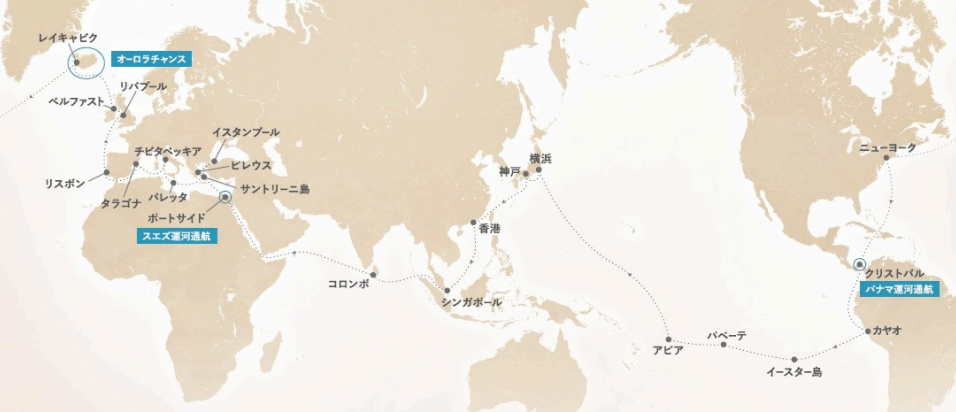 レイキャビク
オーロラチャンス
リバプール
ベルファスト
イスタンブール
チビタベッキア
ピレウス
リスボン
サントリーニ島
バレッタ
タラゴナ
ポートサイド
スエズ運河通航
横浜
神戸
香港
コロンボ
シンガポール
ニューヨーク
クリストバル
パナマ運河通航
カヤオ
パペーテ
アピア
イースター島